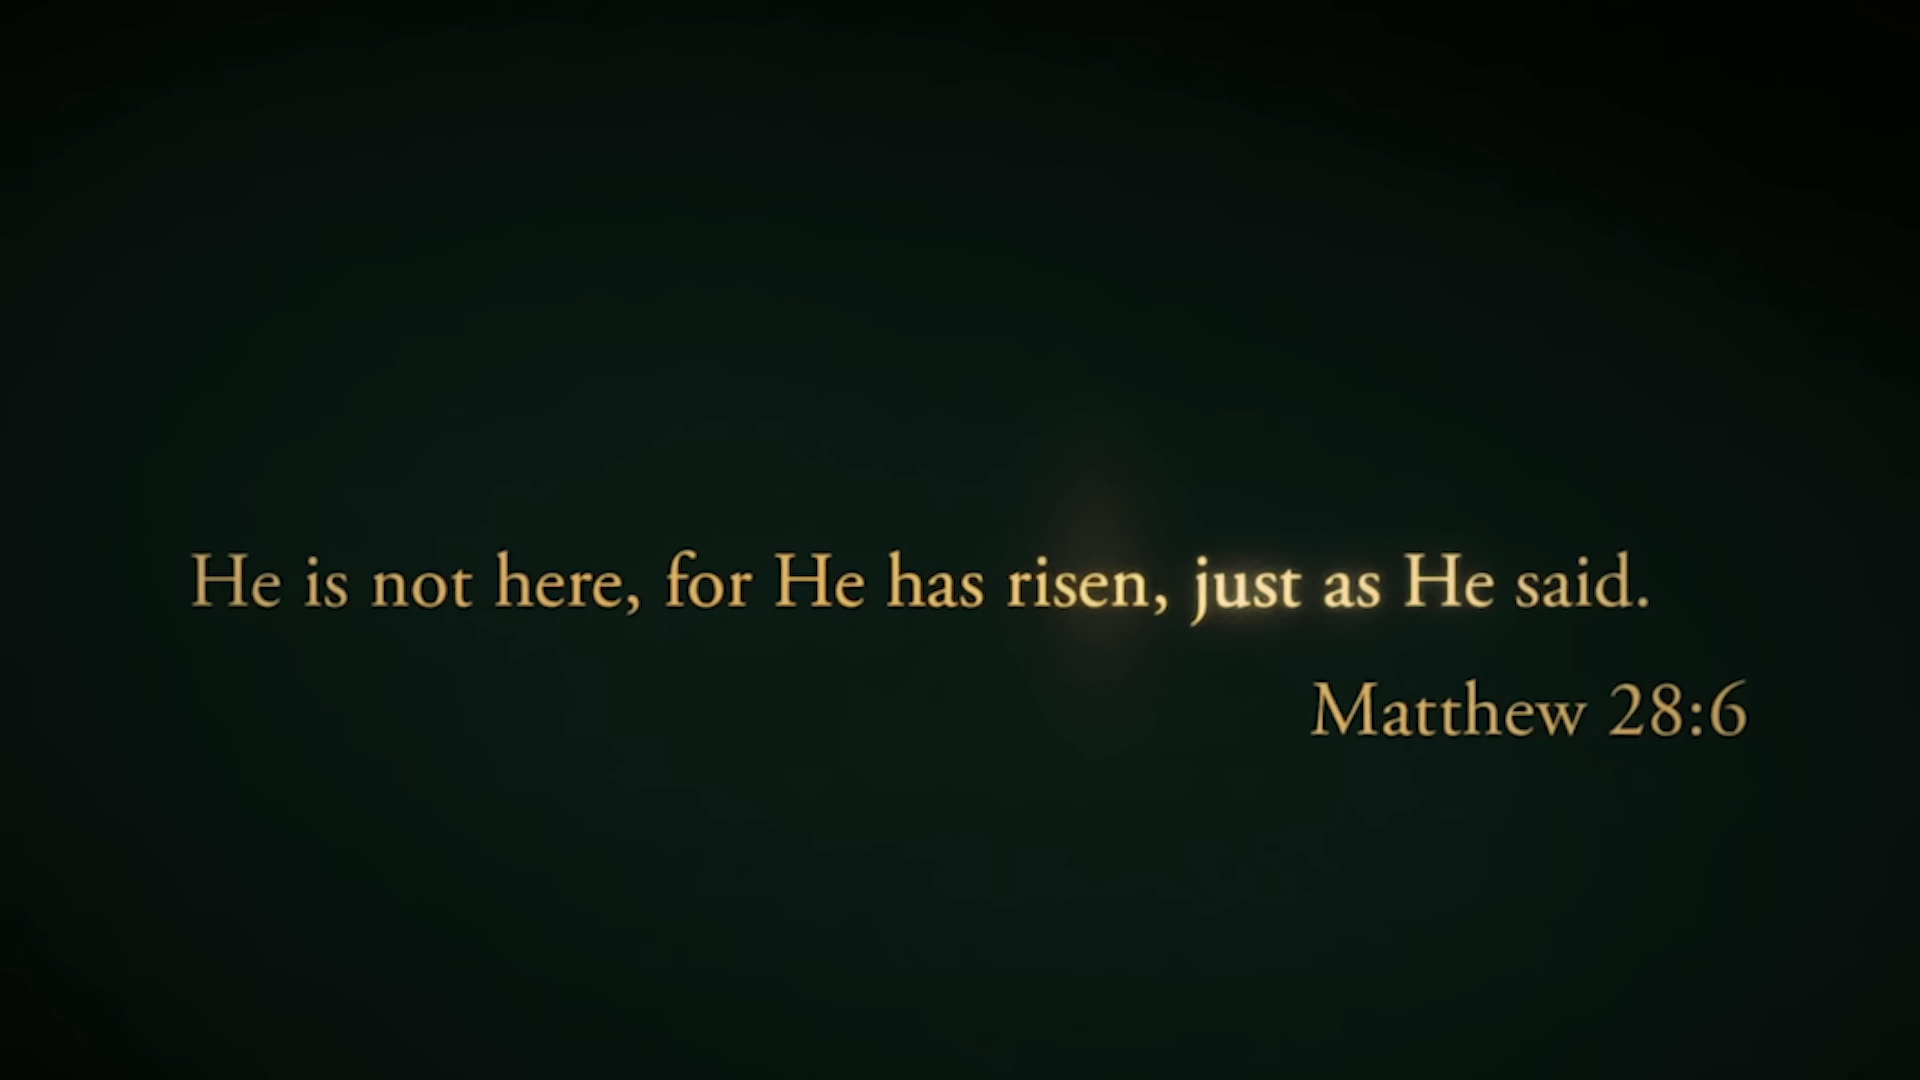 He is not here, for He has risen, just as He said.
Matthew 28:6